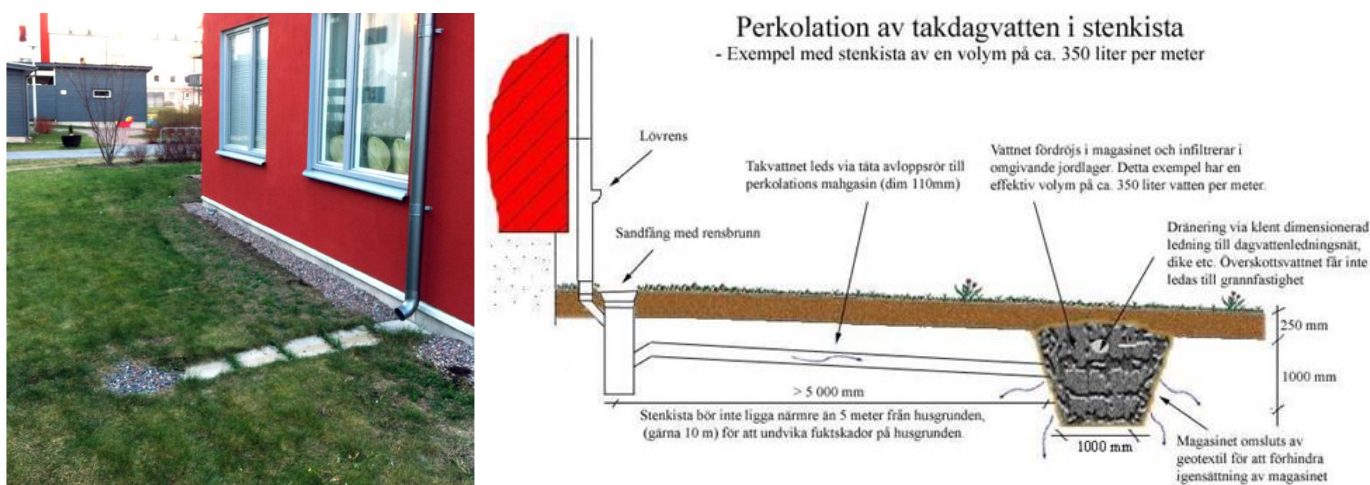 Perkolation av takdagvatten i stenkista
- Exempel med stenkista av en volym på ca. 350 liter per meter
Lövrens
Takvattnet leds via täta avloppsrör till
perkolations mahgasin (dim 110mm)
Vattnet fördröjs i magasinet och infiltrerar i
omgivande jordlager. Detta exempel har en
effektiv volym på ca. 350 liter vatten per meter.
Sandfång med rensbrunn
Dränering via klent dimensionerad
ledning till dagvattenledningsnät,
dike etc. Överskottsvattnet får inte
ledas till grannfastighet
250 mm
1000 mm
> 5 000 mm
Stenkista bör inte ligga närmre än 5 meter från husgrunden,
(gärna 10 m) för att undvika fuktskador på husgrunden.
1000 mm
Magasinet omsluts av
geotextil för att förhindra
igensättning av magasinet